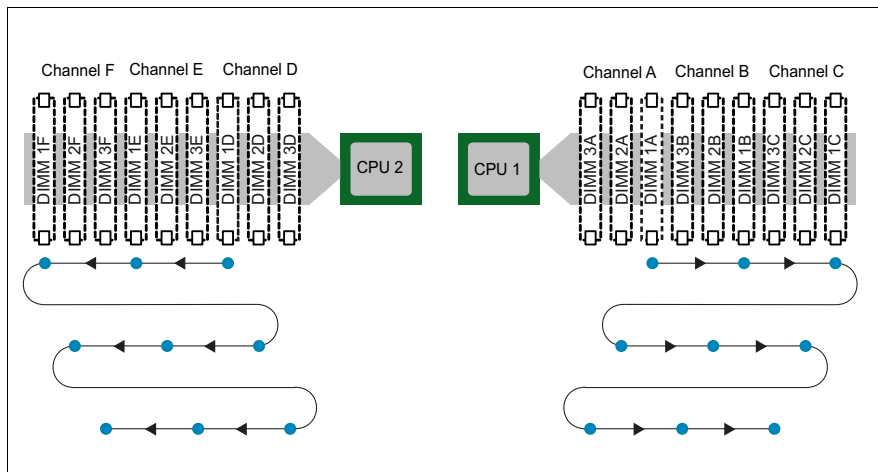 Channel F Channel E Channel D
Channel A Channel B Channel C
DIMM 1F
DIMM 2F
DIMM 3F
DIMM 1E
DIMM 2E
DIMM 3E
DIMM 1D
DIMM 2D
DIMM 3D
CPU 2
CPU 1
DIMM 3A
DIMM 2A
DIMM 1A
DIMM 3B
DIMM 2B
DIMM 1B
DIMM 3C
DIMM 2C
DIMM 1C